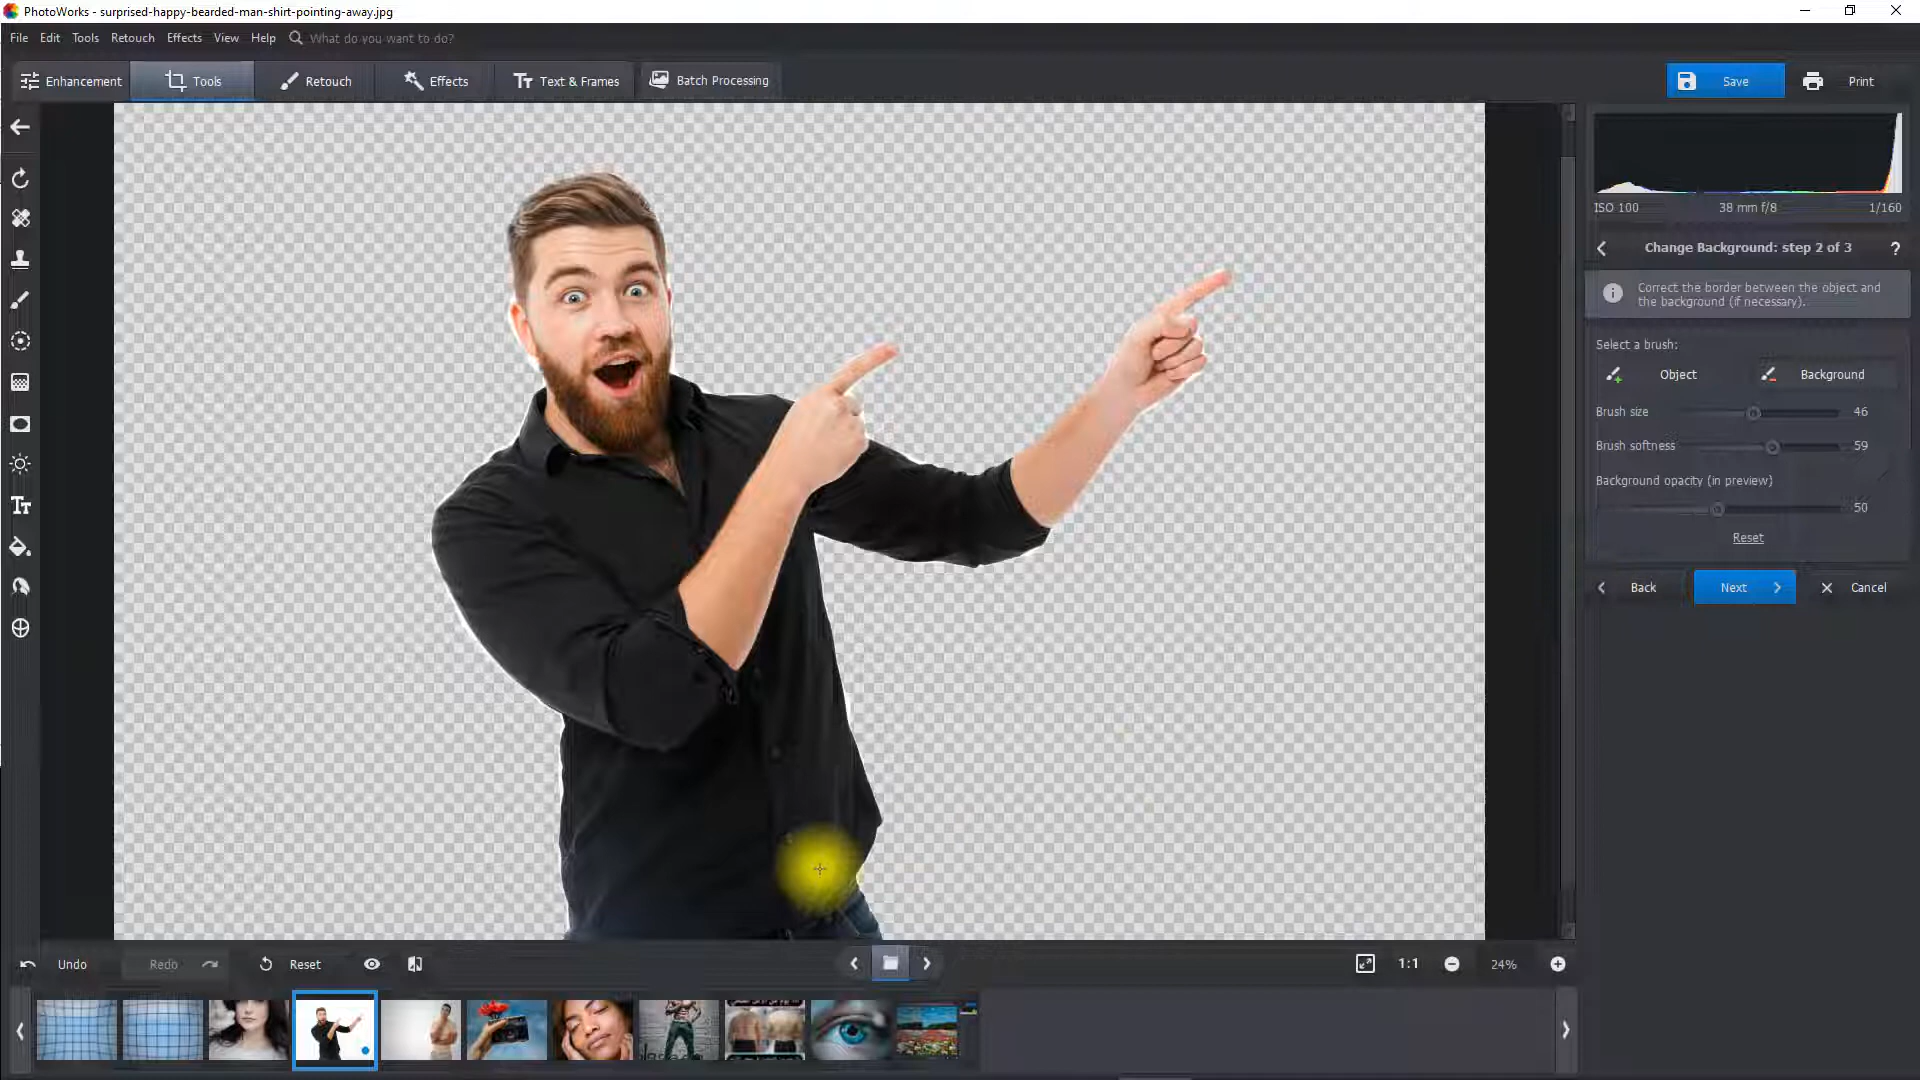 PhotoWorks - surprised-happy-bearded-man-shirt-pointing-away.jpg
File Edit Tools Retouch Effects View Help What do you want to do?
Enhancement Tools Retouch Effects Text & Frames Batch Processing Save Print
ISO 100 38 mm f/8 1/160
Change Background: step 2 of 3 ?
Correct the border between the object and
the background (if necessary).
Select a brush:
Object Background
Brush size 46
Brush softness 59
Background opacity (in preview)
50
Reset
Back Next Cancel
Undo Redo Reset 1:1 24%